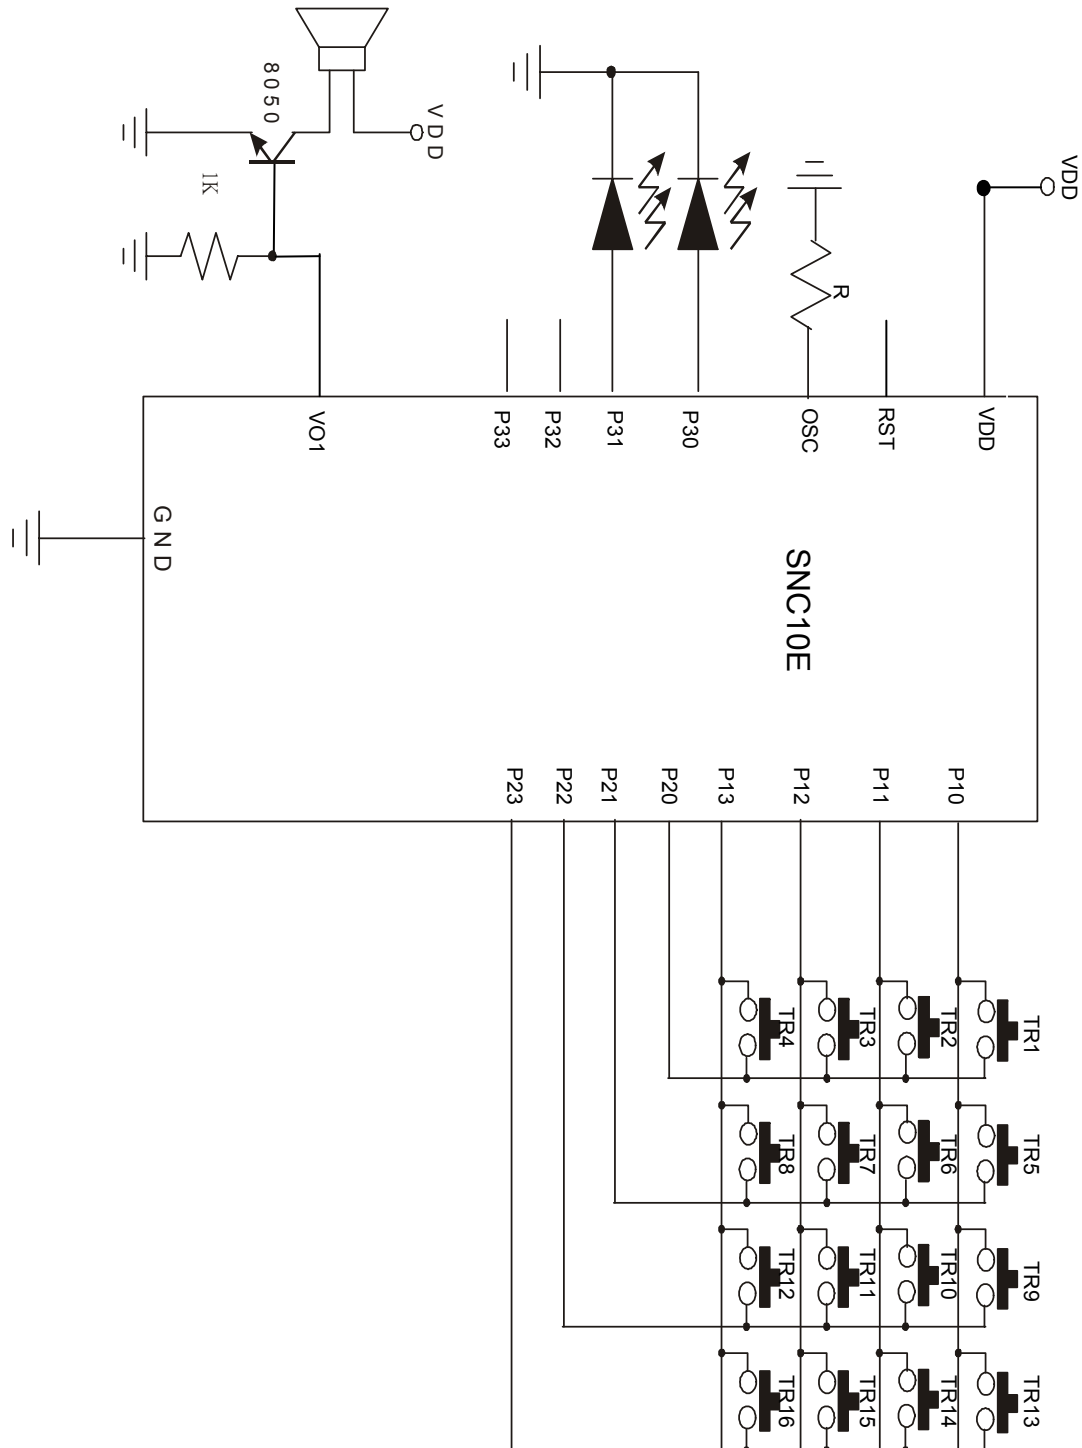 8050
VDD
1K
VDD
R
VO1
P33
P32
P31
P30
OSC
RST
VDD
GND
SNC10E
P23
P22
P21
P20
P13
P12
P11
P10
TR4
TR3
TR2
TR1
TR8
TR7
TR6
TR5
TR12
TR11
TR10
TR9
TR16
TR15
TR14
TR13